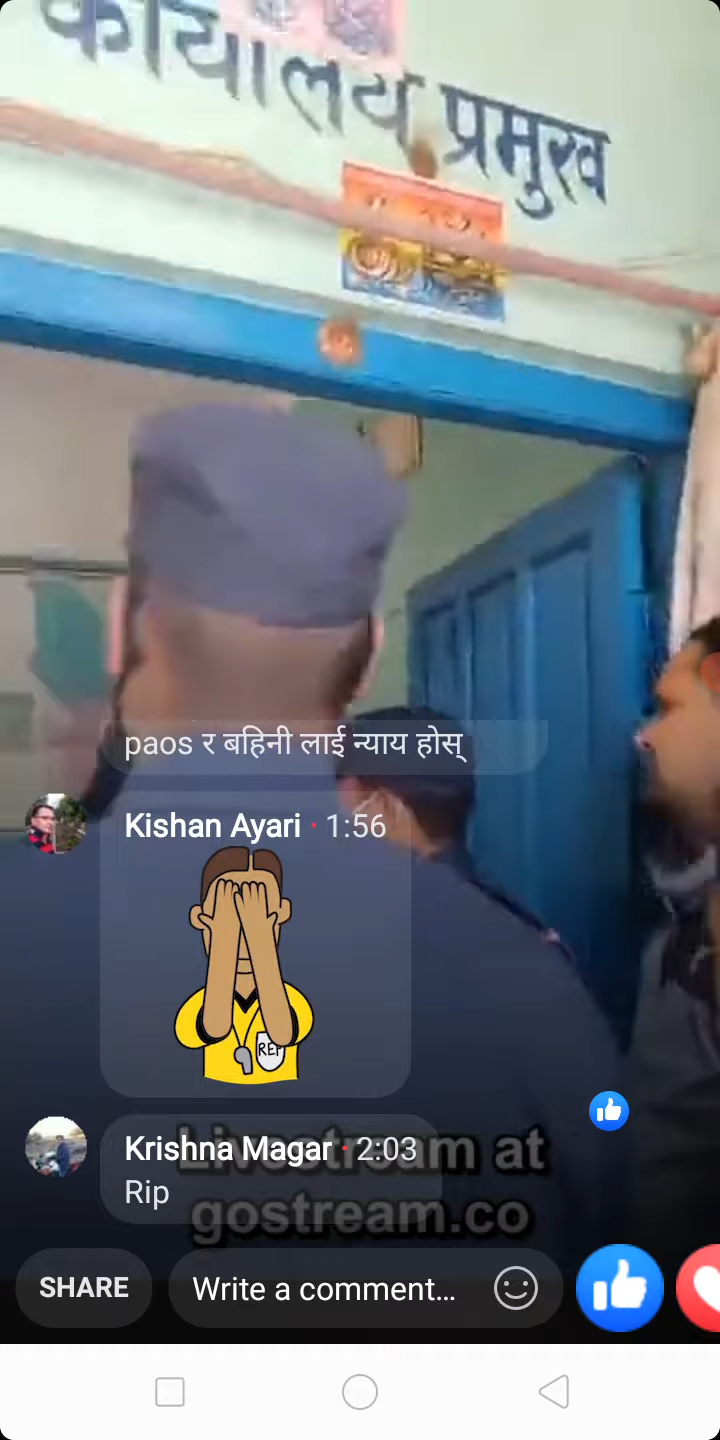 कार्यालय प्रमुख
paos र बहिनी लाई न्याय होस्
Kishan Ayari · 1:56
REF
Krishna Magar · 2:03
Rip
Livestream at
gostream.co
SHARE
Write a comment...